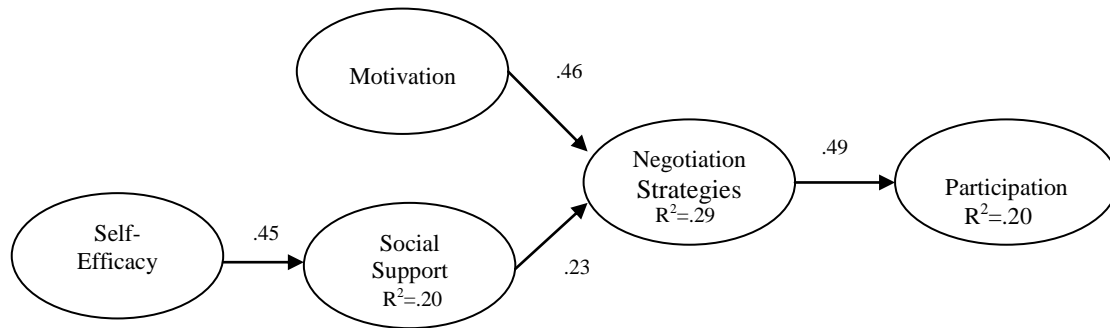 Motivation
.46
Negotiation
Strategies
R²=.29
.49
Participation
R²=.20
Self-
Efficacy
.45
Social
Support
R²=.20
.23